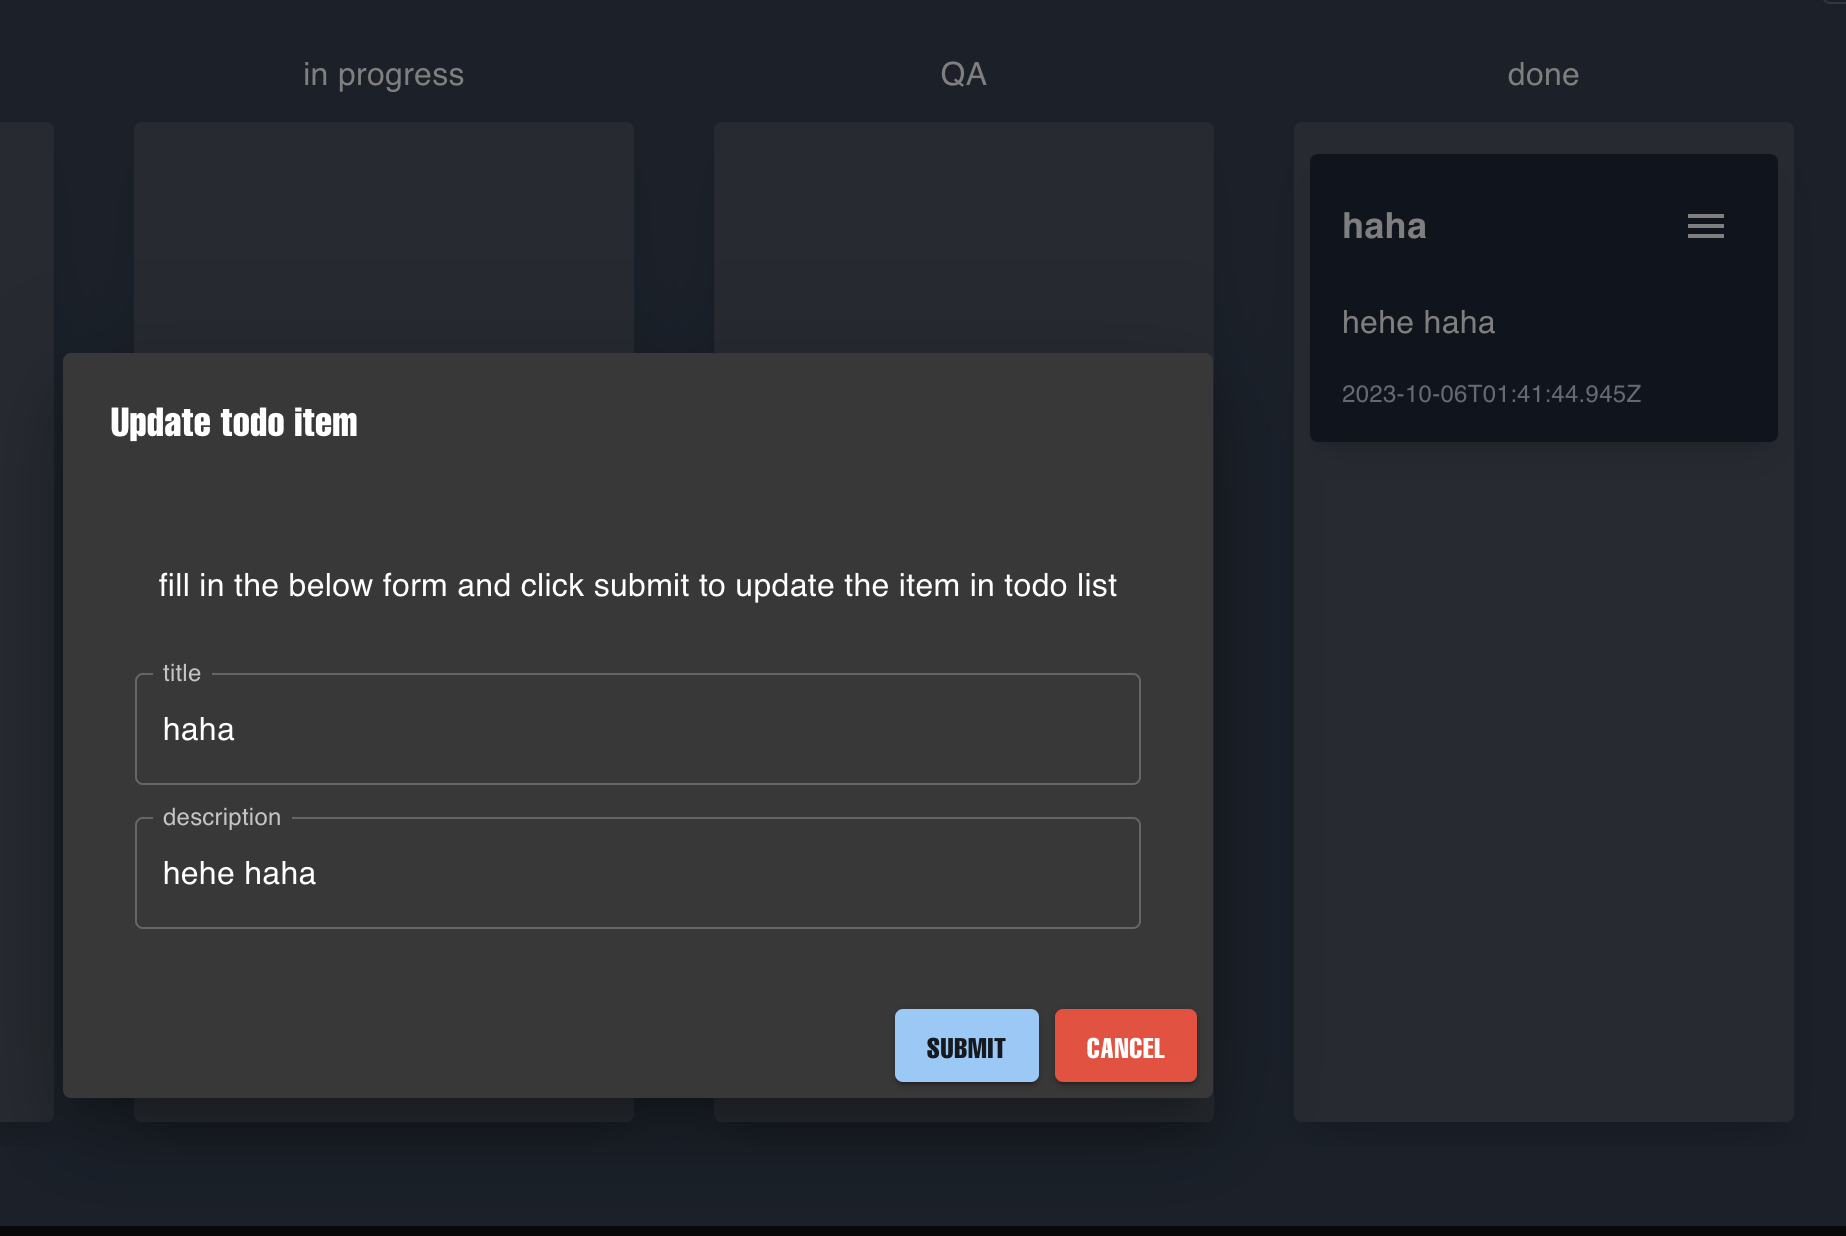 in progress
QA
done
haha
hehe haha
2023-10-06T01:41:44.945Z
Update todo item
fill in the below form and click submit to update the item in todo list
title
haha
description
hehe haha
SUBMIT
CANCEL